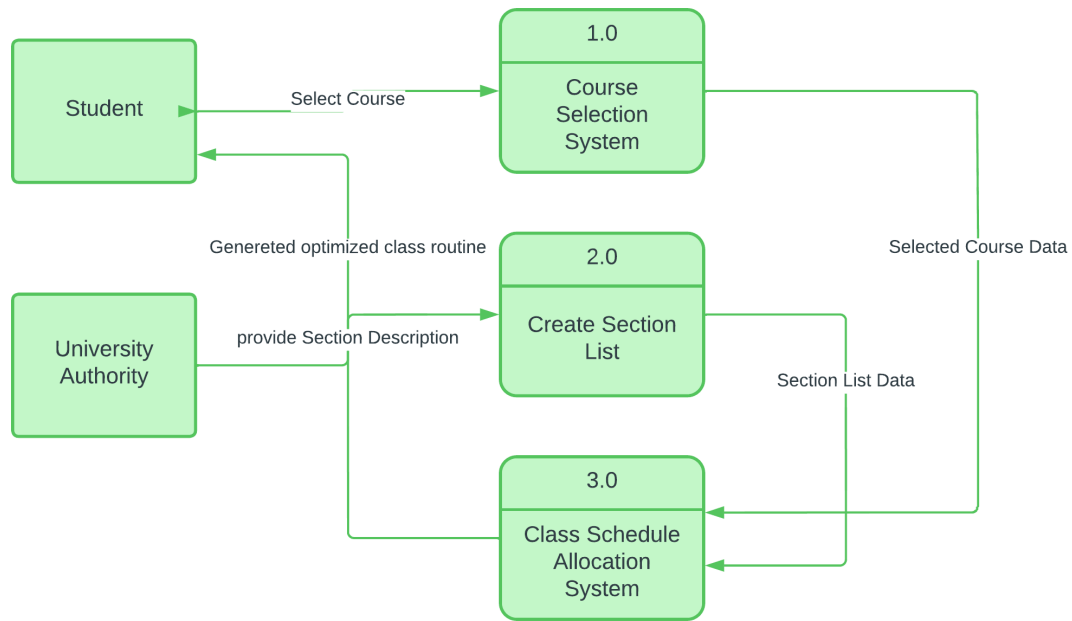 1.0
Course
Selection
System
Student
Select Course
Genereted optimized class routine
Selected Course Data
2.0
Create Section
List
provide Section Description
University
Authority
Section List Data
3.0
Class Schedule
Allocation
System